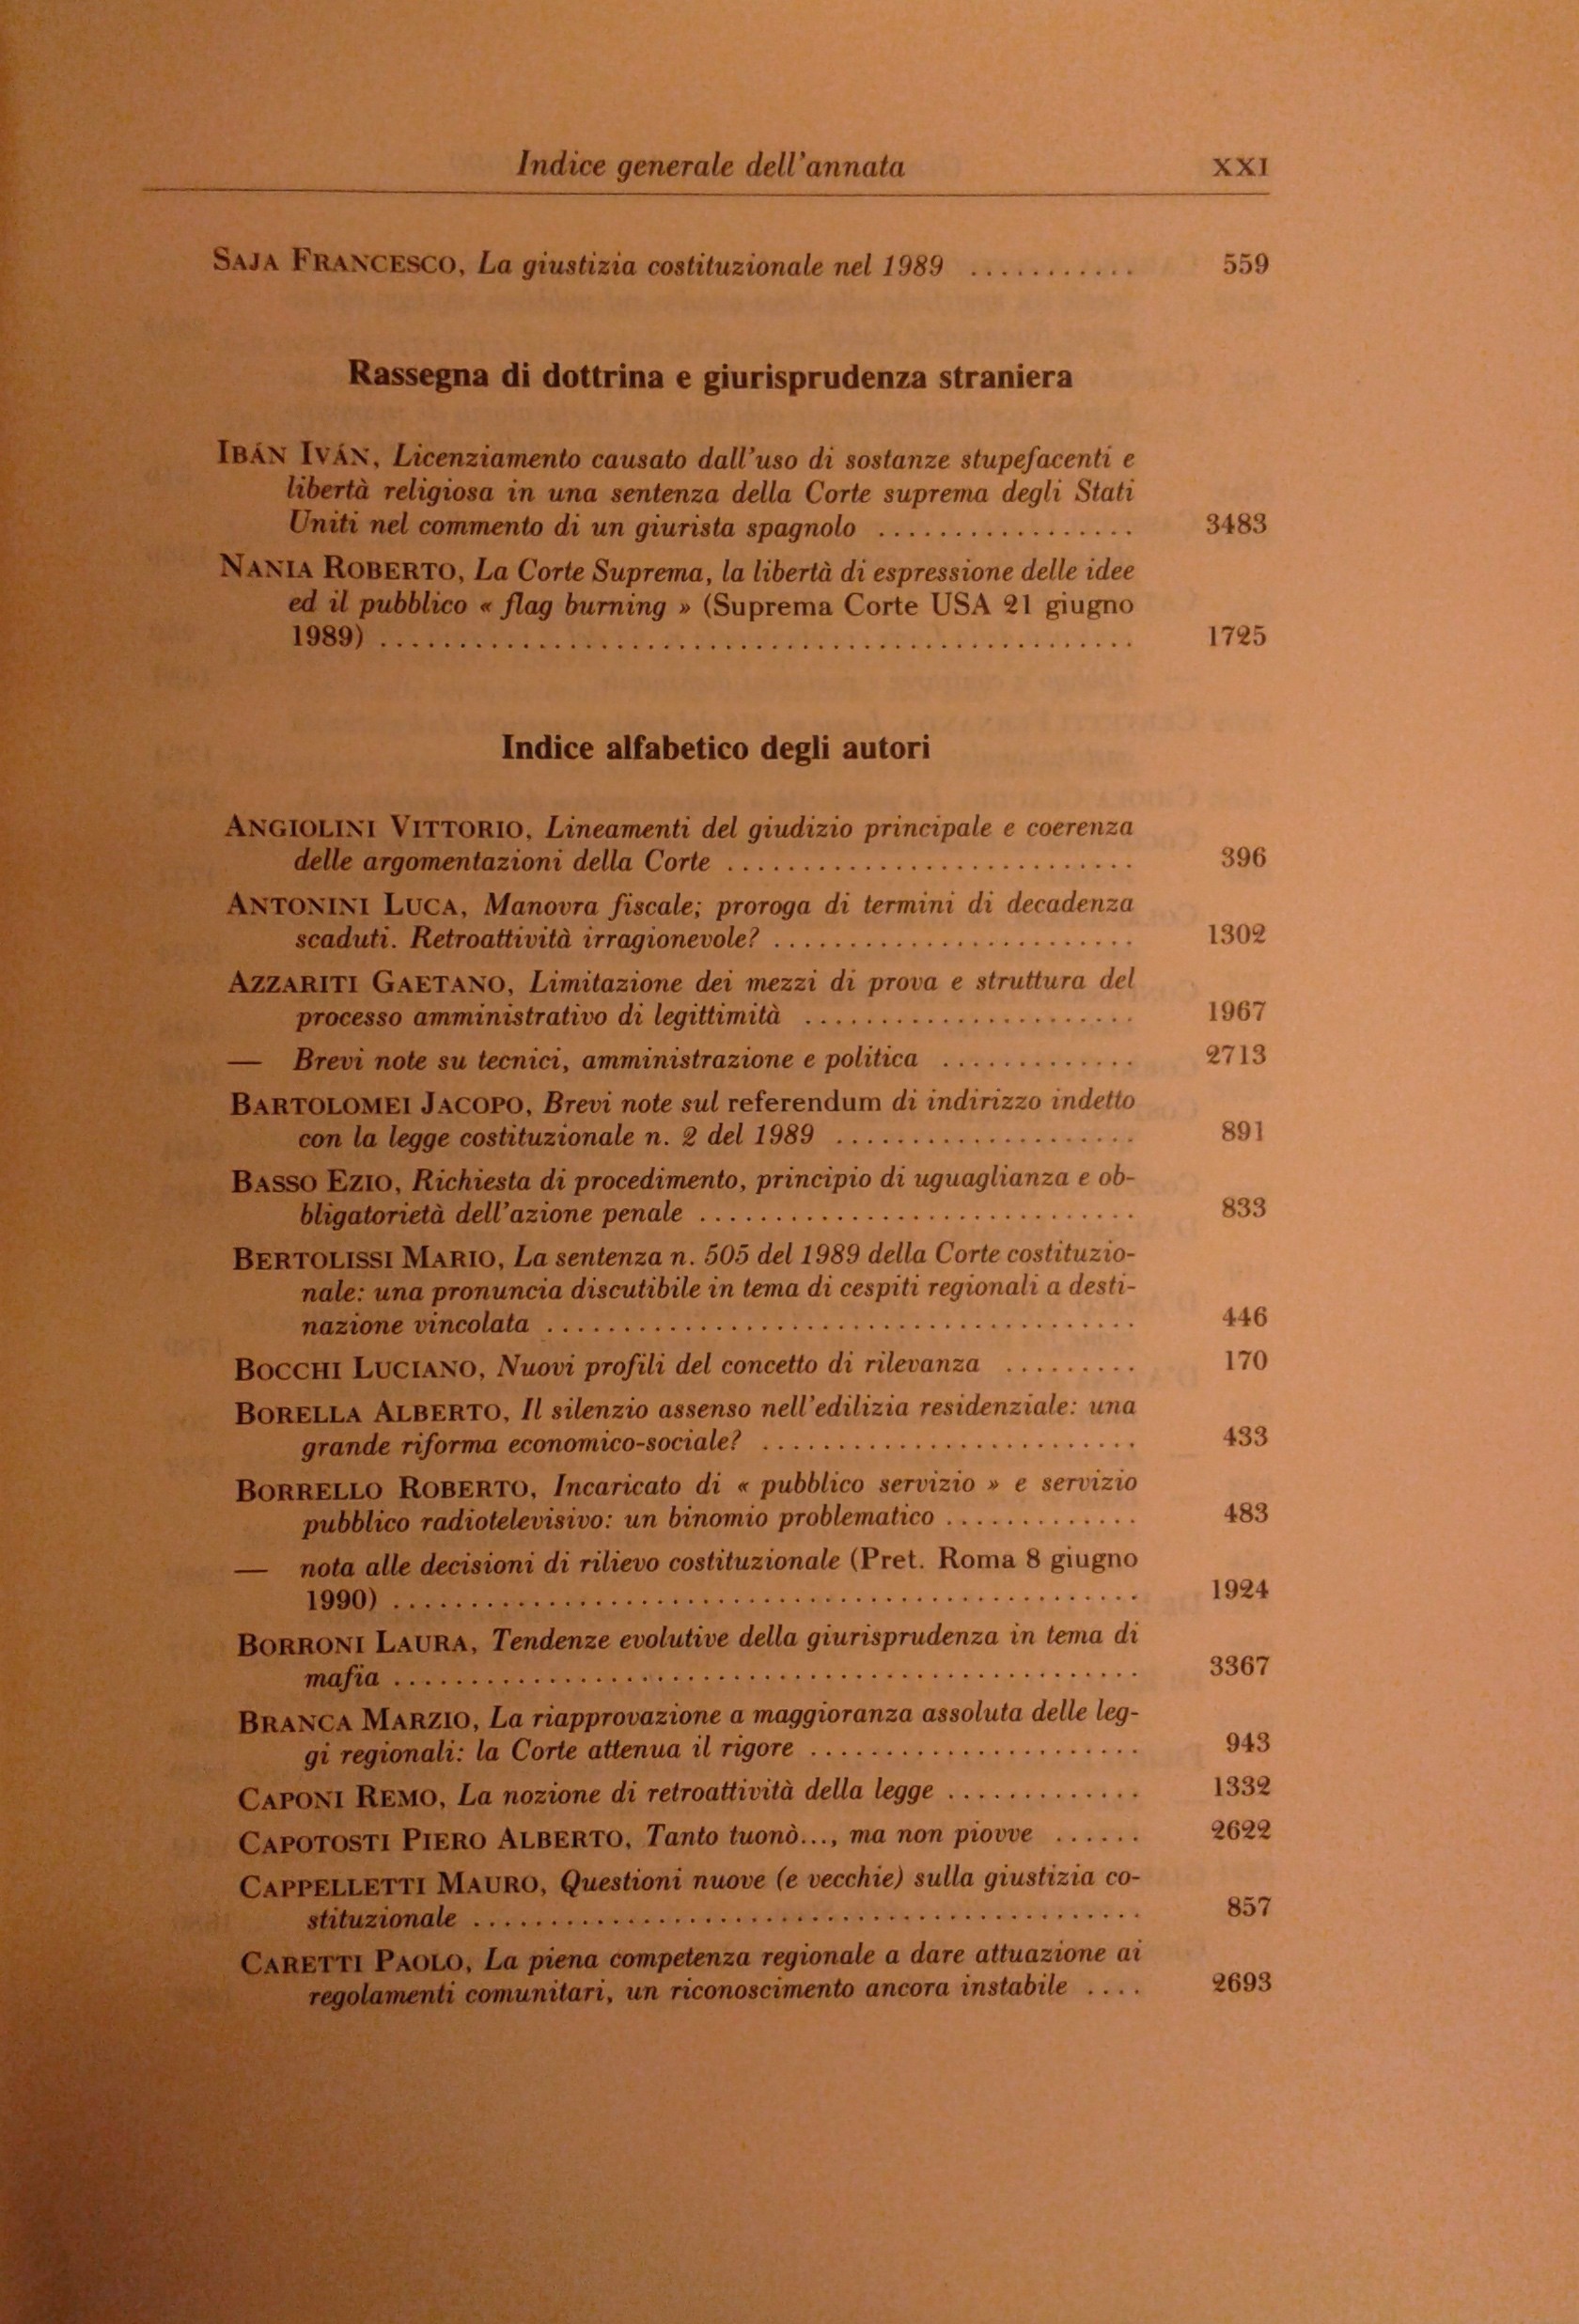 Indice generale dell'annata XXI
SAJA FRANCESCO, La giustizia costituzionale nel 1989 ........... 559
Rassegna di dottrina e giurisprudenza straniera
IBÁN IVÁN, Licenziamento causato dall'uso di sostanze stupefacenti e
libertà religiosa in una sentenza della Corte suprema degli Stati
Uniti nel commento di un giurista spagnolo ................. 3483
NANIA ROBERTO, La Corte Suprema, la libertà di espressione delle idee
ed il pubblico « flag burning » (Suprema Corte USA 21 giugno
1989) ................................................ 1725
Indice alfabetico degli autori
ANGIOLINI VITTORIO, Lineamenti del giudizio principale e coerenza
delle argomentazioni della Corte .......................... 396
ANTONINI LUCA, Manovra fiscale; proroga di termini di decadenza
scaduti. Retroattività irragionevole? ....................... 1302
AZZARITI GAETANO, Limitazione dei mezzi di prova e struttura del
processo amministrativo di legittimità ..................... 1967
— Brevi note su tecnici, amministrazione e politica ............. 2713
BARTOLOMEI JACOPO, Brevi note sul referendum di indirizzo indetto
con la legge costituzionale n. 2 del 1989 ................... 891
BASSO EZIO, Richiesta di procedimento, principio di uguaglianza e ob-
bligatorietà dell'azione penale ............................ 833
BERTOLISSI MARIO, La sentenza n. 505 del 1989 della Corte costituzio-
nale: una pronuncia discutibile in tema di cespiti regionali a desti-
nazione vincolata ...................................... 446
BOCCHI LUCIANO, Nuovi profili del concetto di rilevanza ......... 170
BORELLA ALBERTO, Il silenzio assenso nell'edilizia residenziale: una
grande riforma economico-sociale? ........................ 433
BORRELLO ROBERTO, Incaricato di « pubblico servizio » e servizio
pubblico radiotelevisivo: un binomio problematico ............. 483
— nota alle decisioni di rilievo costituzionale (Pret. Roma 8 giugno
1990) ................................................ 1924
BORRONI LAURA, Tendenze evolutive della giurisprudenza in tema di
mafia ................................................ 3367
BRANCA MARZIO, La riapprovazione a maggioranza assoluta delle leg-
gi regionali: la Corte attenua il rigore ..................... 943
CAPONI REMO, La nozione di retroattività della legge ............. 1332
CAPOTOSTI PIERO ALBERTO, Tanto tuonò..., ma non piovve ...... 2622
CAPPELLETTI MAURO, Questioni nuove (e vecchie) sulla giustizia co-
stituzionale ........................................... 857
CARETTI PAOLO, La piena competenza regionale a dare attuazione ai
regolamenti comunitari, un riconoscimento ancora instabile .... 2693